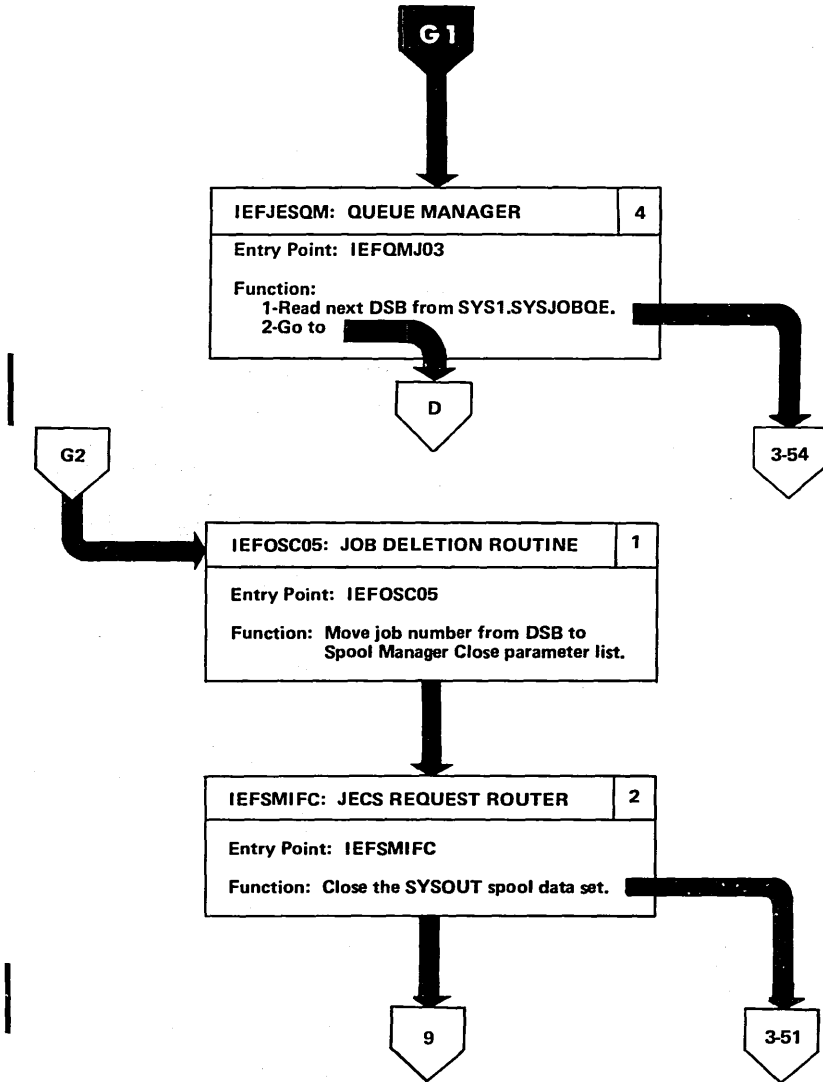 G1
IEFJESQM: QUEUE MANAGER 4
Entry Point: IEFQMJ03
Function:
1-Read next DSB from SYS1.SYSJOBQE.
2-Go to
D
3-54
G2
IEFOSC05: JOB DELETION ROUTINE 1
Entry Point: IEFOSC05
Function: Move job number from DSB to
Spool Manager Close parameter list.
IEFSMIFC: JECS REQUEST ROUTER 2
Entry Point: IEFSMIFC
Function: Close the SYSOUT spool data set.
9
3-51